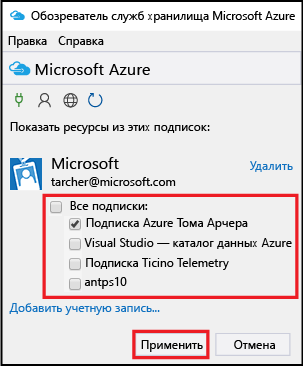 Обозреватель служб хранилища Microsoft Azure
Правка Справка
Microsoft Azure
Показать ресурсы из этих подписок:
Microsoft Удалить
tarcher@microsoft.com
Все подписки:
Подписка Azure Тома Арчера
Visual Studio — каталог данных Azure
Подписка Ticino Telemetry
antps10
Добавить учетную запись...
Применить Отмена